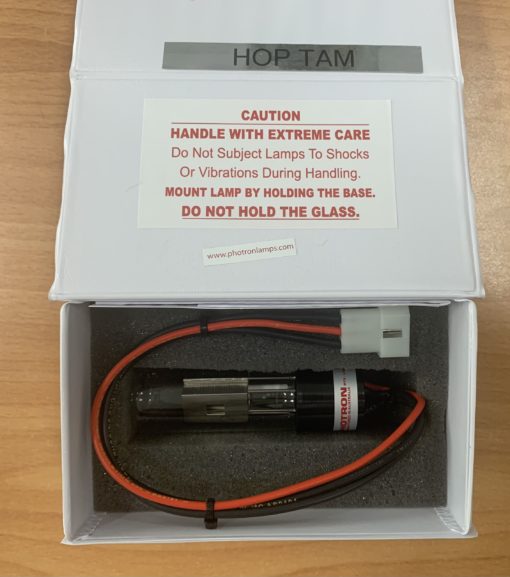 HOP TAM
CAUTION
HANDLE WITH EXTREME CARE
Do Not Subject Lamps To Shocks
Or Vibrations During Handling.
MOUNT LAMP BY HOLDING THE BASE.
DO NOT HOLD THE GLASS.
www.photronlamps.com